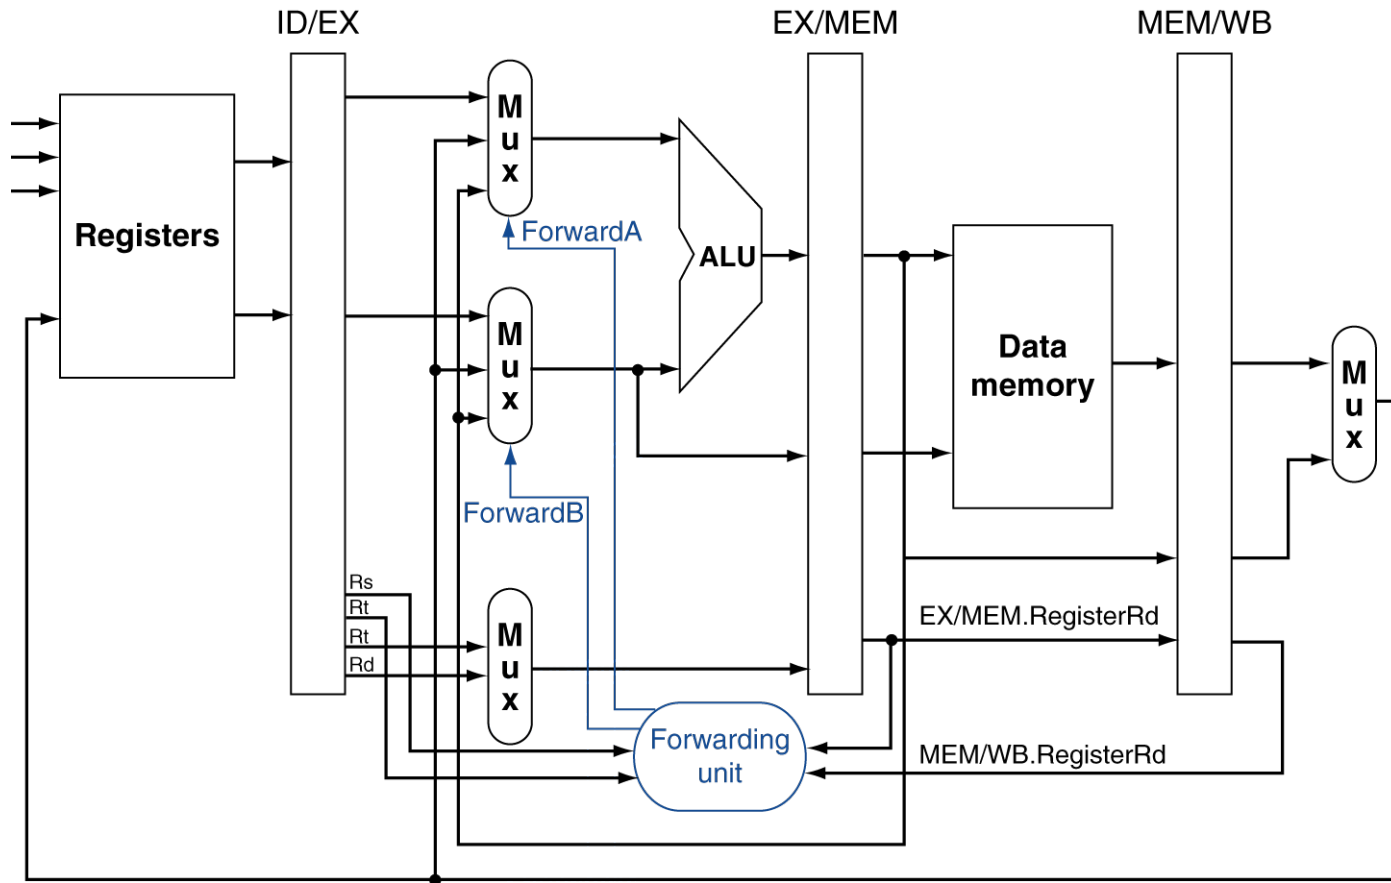 ID/EX
EX/MEM
MEM/WB
M
u
x
Registers
ForwardA
ALU
M
u
x
Data
memory
M
u
x
ForwardB
Rs
Rt
Rt
Rd
M
u
x
EX/MEM.RegisterRd
Forwarding
unit
MEM/WB.RegisterRd